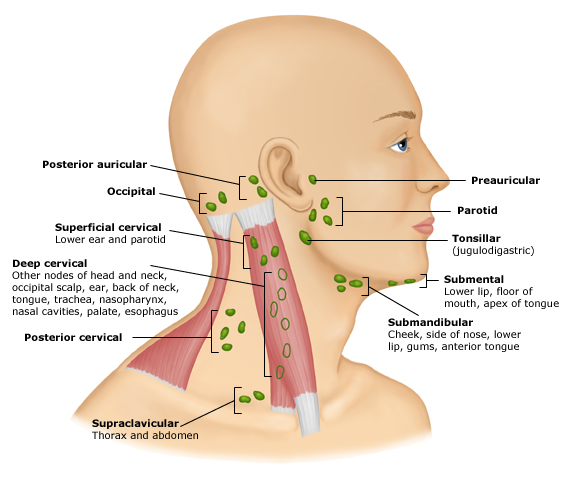 Posterior auricular
Occipital
Superficial cervical
Lower ear and parotid
Deep cervical
Other nodes of head and neck,
occipital scalp, ear, back of neck,
tongue, trachea, nasopharynx,
nasal cavities, palate, esophagus
Posterior cervical
Supraclavicular
Thorax and abdomen
Preauricular
Parotid
Tonsillar
(jugulodigastric)
Submental
Lower lip, floor of
mouth, apex of tongue
Submandibular
Cheek, side of nose, lower
lip, gums, anterior tongue